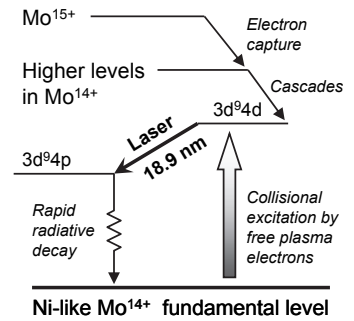 Mo15+
Electron
capture
Higher levels
in Mo14+
Cascades
3d94d
Laser
18.9 nm
3d94p
Rapid
radiative
decay
Collisional
excitation by
free plasma
electrons
Ni-like Mo14+ fundamental level